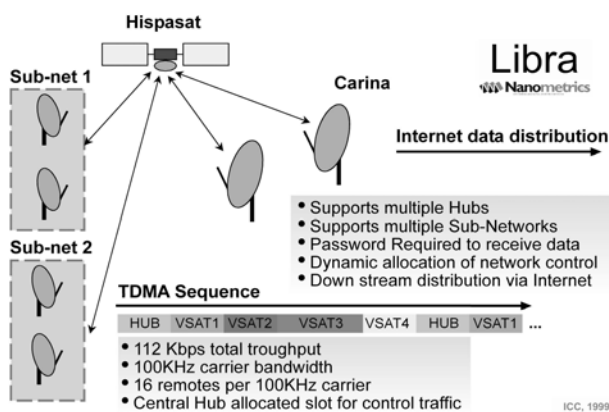 Hispasat
Libra
Nanometrics
Sub-net 1
Carina
Internet data distribution
• Supports multiple Hubs
• Supports multiple Sub-Networks
• Password Required to receive data
• Dynamic allocation of network control
• Down stream distribution via Internet
Sub-net 2
TDMA Sequence
HUB VSAT1 VSAT2 VSAT3 VSAT4 HUB VSAT1 ...
• 112 Kbps total troughput
• 100KHz carrier bandwidth
• 16 remotes per 100KHz carrier
• Central Hub allocated slot for control traffic
ICC, 1999